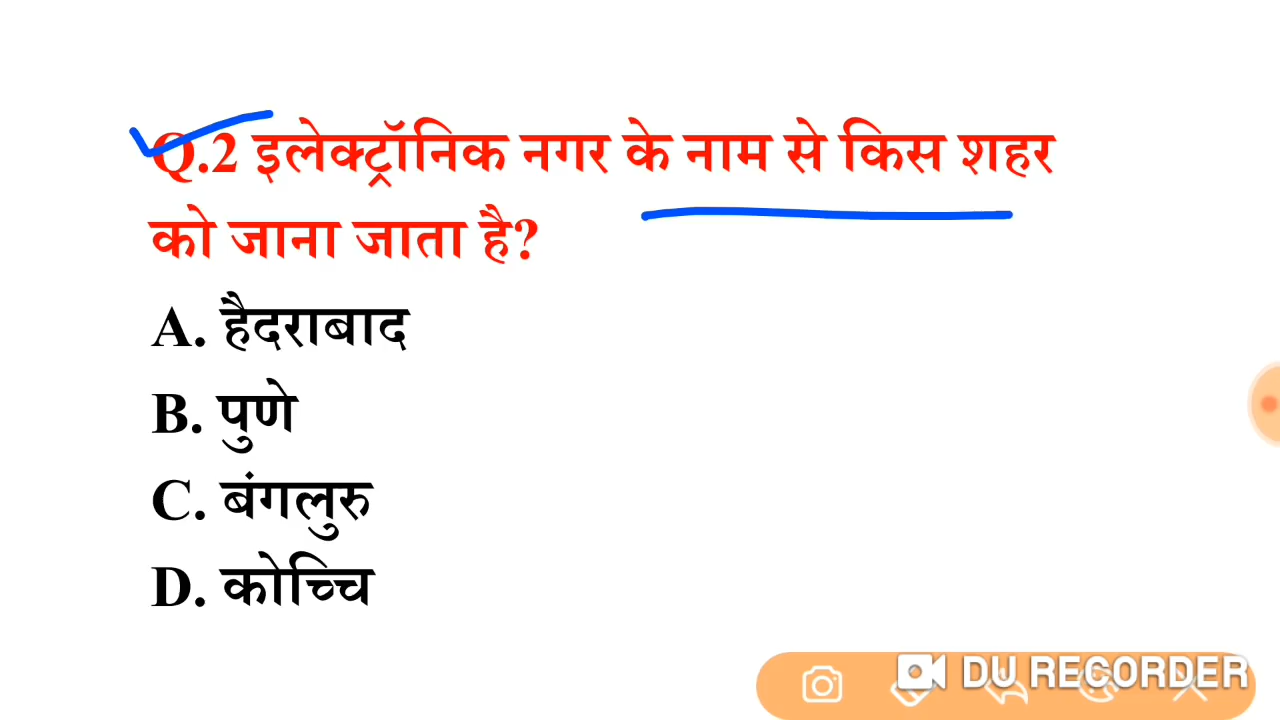 Q.2 इलेक्ट्रॉनिक नगर के नाम से किस शहर
को जाना जाता है?
A. हैदराबाद
B. पुणे
C. बंगलुरु
D. कोच्चि
DU RECORDER